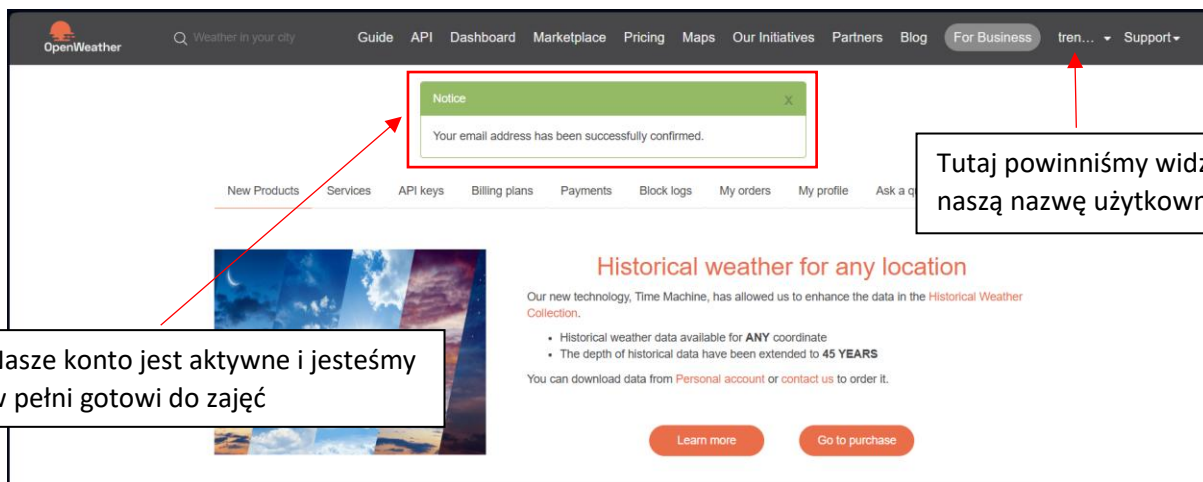 OpenWeather
Weather in your city
Guide API Dashboard Marketplace Pricing Maps Our Initiatives Partners Blog For Business tren... Support
Notice x
Your email address has been successfully confirmed.
Tutaj powinniśmy
naszą nazwę
New Products Services API keys Billing plans Payments Block logs My orders My profile Ask a
Historical weather for any location
Our new technology, Time Machine, has allowed us to enhance the data in the Historical Weather
Collection.
• Historical weather data available for ANY coordinate
• The depth of historical data have been extended to 45 YEARS
You can download data from Personal account or contact us to order it.
Nasze konto jest aktywne i jesteśmy
w pełni gotowi do zajęć
Learn more Go to purchase